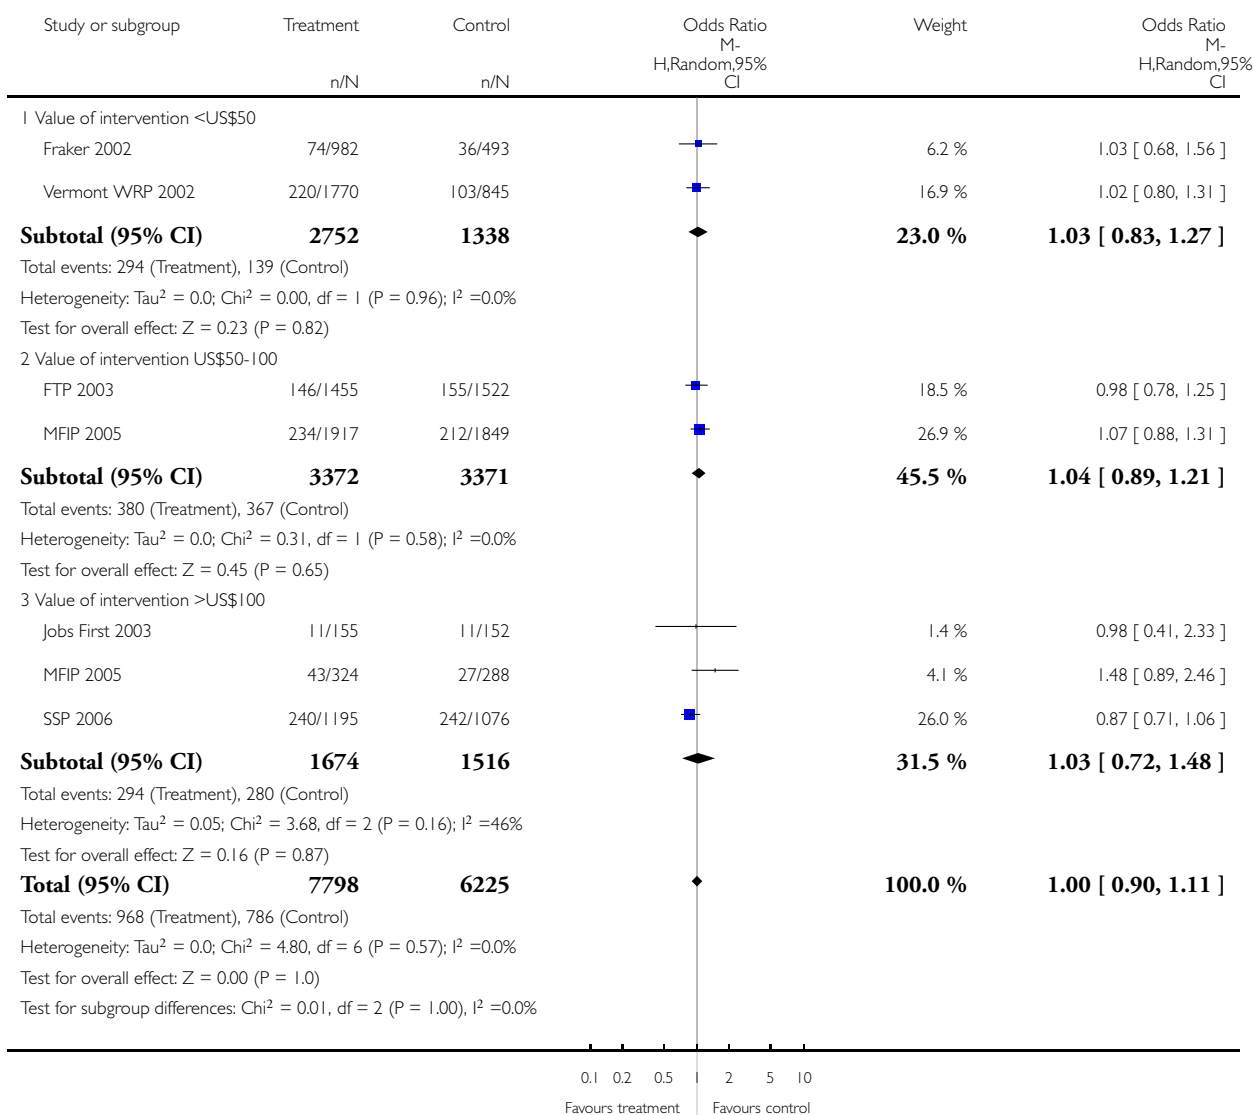 Study or subgroup Treatment Control Odds Ratio Weight Odds Ratio
M- M-
H,Random,95% H,Random,95%
n/N n/N CI CI
1 Value of intervention <US$50
Fraker 2002 74/982 36/493 6.2 % 1.03 [ 0.68, 1.56 ]
Vermont WRP 2002 220/1770 103/845 16.9 % 1.02 [ 0.80, 1.31 ]
Subtotal (95% CI) 2752 1338 23.0 % 1.03 [ 0.83, 1.27 ]
Total events: 294 (Treatment), 139 (Control)
Heterogeneity: Tau² = 0.0; Chi² = 0.00, df = 1 (P = 0.96); I² =0.0%
Test for overall effect: Z = 0.23 (P = 0.82)
2 Value of intervention US$50-100
FTP 2003 146/1455 155/1522 18.5 % 0.98 [ 0.78, 1.25 ]
MFIP 2005 234/1917 212/1849 26.9 % 1.07 [ 0.88, 1.31 ]
Subtotal (95% CI) 3372 3371 45.5 % 1.04 [ 0.89, 1.21 ]
Total events: 380 (Treatment), 367 (Control)
Heterogeneity: Tau² = 0.0; Chi² = 0.31, df = 1 (P = 0.58); I² =0.0%
Test for overall effect: Z = 0.45 (P = 0.65)
3 Value of intervention >US$100
Jobs First 2003 11/155 11/152 1.4 % 0.98 [ 0.41, 2.33 ]
MFIP 2005 43/324 27/288 4.1 % 1.48 [ 0.89, 2.46 ]
SSP 2006 240/1195 242/1076 26.0 % 0.87 [ 0.71, 1.06 ]
Subtotal (95% CI) 1674 1516 31.5 % 1.03 [ 0.72, 1.48 ]
Total events: 294 (Treatment), 280 (Control)
Heterogeneity: Tau² = 0.05; Chi² = 3.68, df = 2 (P = 0.16); I² =46%
Test for overall effect: Z = 0.16 (P = 0.87)
Total (95% CI) 7798 6225 100.0 % 1.00 [ 0.90, 1.11 ]
Total events: 968 (Treatment), 786 (Control)
Heterogeneity: Tau² = 0.0; Chi² = 4.80, df = 6 (P = 0.57); I² =0.0%
Test for overall effect: Z = 0.00 (P = 1.0)
Test for subgroup differences: Chi² = 0.01, df = 2 (P = 1.00), I² =0.0%
0.1 0.2 0.5 1 2 5 10
Favours treatment Favours control